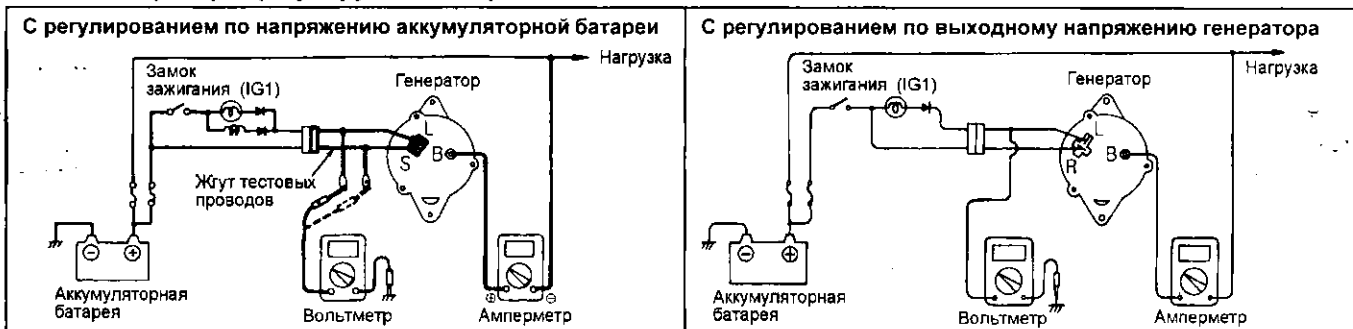 С регулированием по напряжению аккумуляторной батареи
Нагрузка
Замок
зажигания (IG1)
Генератор
L
S
B
Жгут тестовых
проводов
Аккумуляторная
батарея
Вольтметр
Амперметр
С регулированием по выходному напряжению генератора
Нагрузка
Замок
зажигания (IG1)
Генератор
L
R
B
Аккумуляторная
батарея
Вольтметр
Амперметр